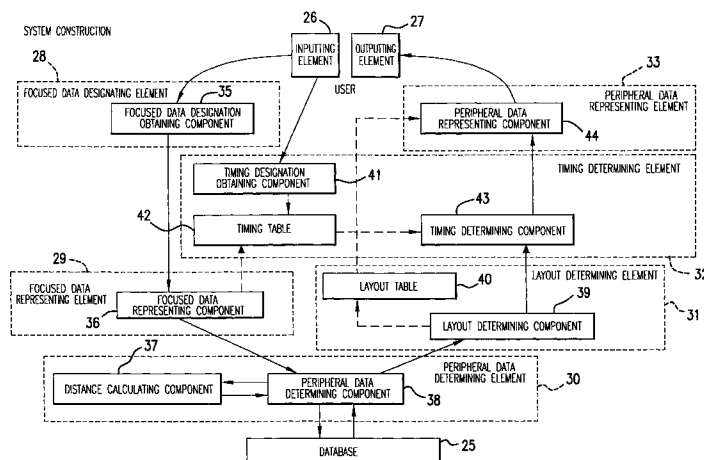 SYSTEM CONSTRUCTION
26
27
INPUTTING
ELEMENT
OUTPUTTING
ELEMENT
USER
28
FOCUSED DATA DESIGNATING ELEMENT
35
FOCUSED DATA DESIGNATION
OBTAINING COMPONENT
33
PERIPHERAL DATA
REPRESENTING ELEMENT
PERIPHERAL DATA
REPRESENTING COMPONENT
44
TIMING DETERMINING ELEMENT
TIMING DESIGNATION
OBTAINING COMPONENT
41
42
TIMING TABLE
43
TIMING DETERMINING COMPONENT
32
29
FOCUSED DATA
REPRESENTING ELEMENT
FOCUSED DATA
REPRESENTING COMPONENT
36
LAYOUT DETERMINING ELEMENT
LAYOUT TABLE
40
39
LAYOUT DETERMINING COMPONENT
31
37
DISTANCE CALCULATING COMPONENT
PERIPHERAL DATA
DETERMINING COMPONENT
38
PERIPHERAL DATA
DETERMINING ELEMENT
30
DATABASE
25